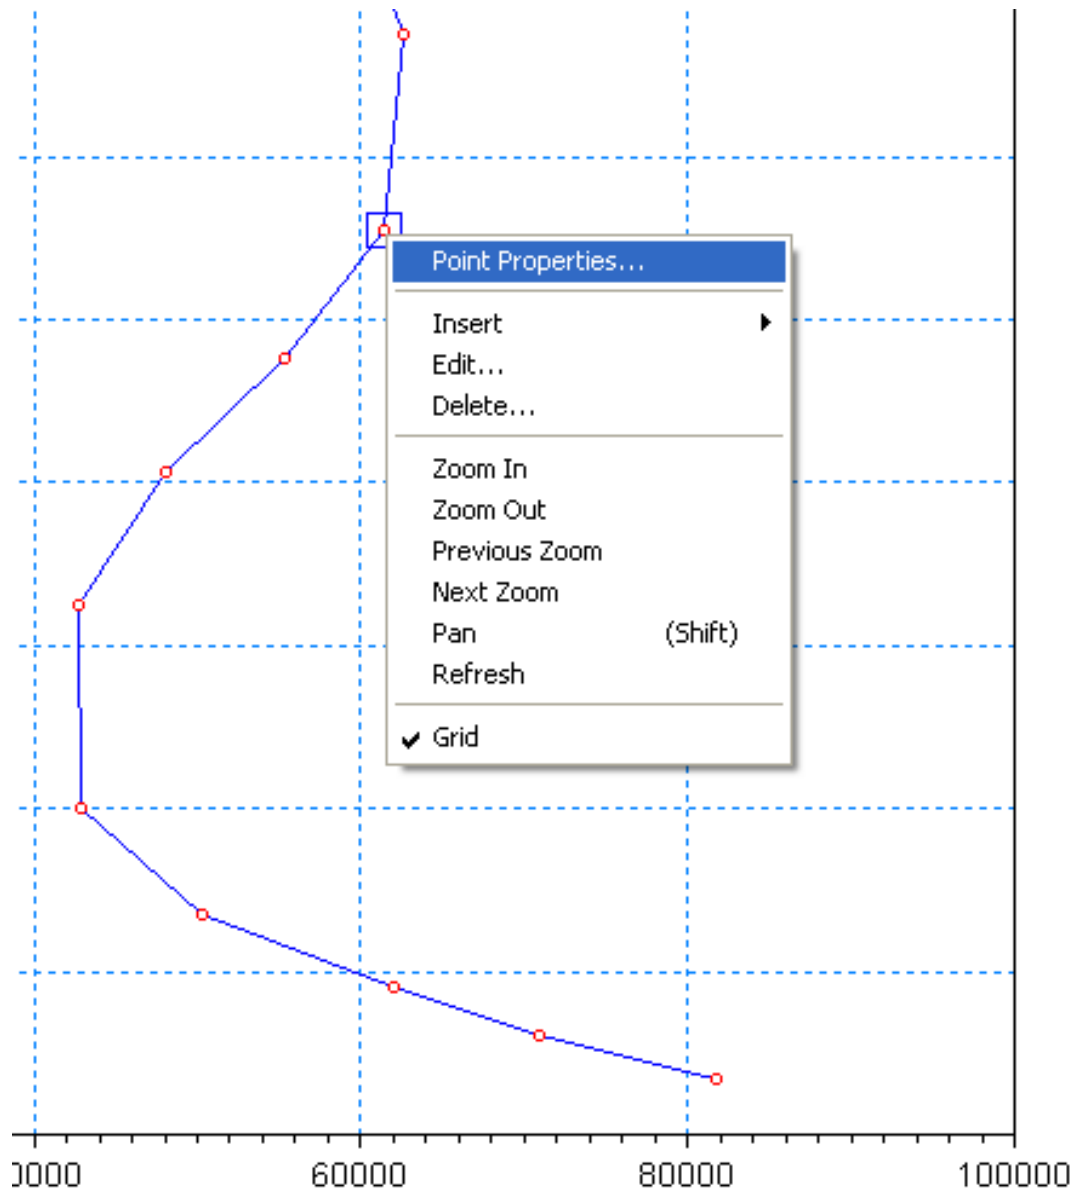 Point Properties...
Insert
Edit...
Delete...
Zoom In
Zoom Out
Previous Zoom
Next Zoom
Pan (Shift)
Refresh
Grid
0000 60000 80000 100000